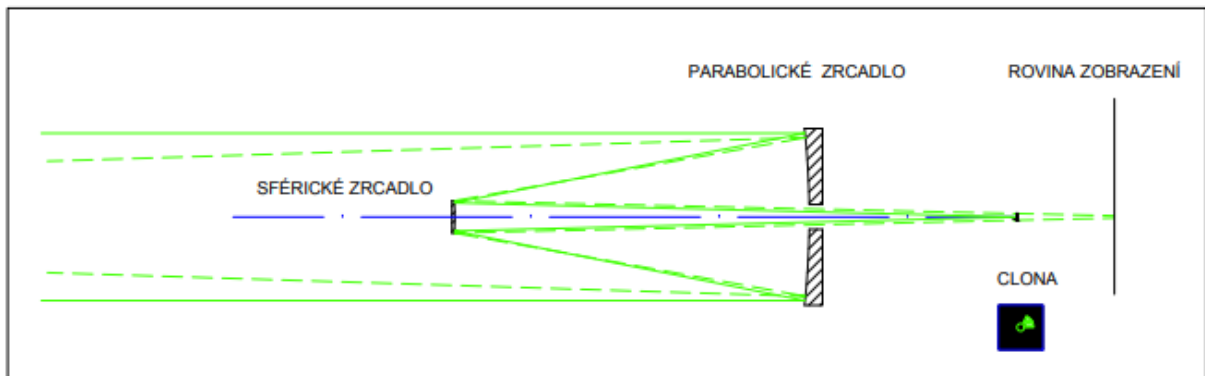 PARABOLICKÉ ZRCADLO
ROVINA ZOBRAZENÍ
SFÉRICKÉ ZRCADLO
CLONA